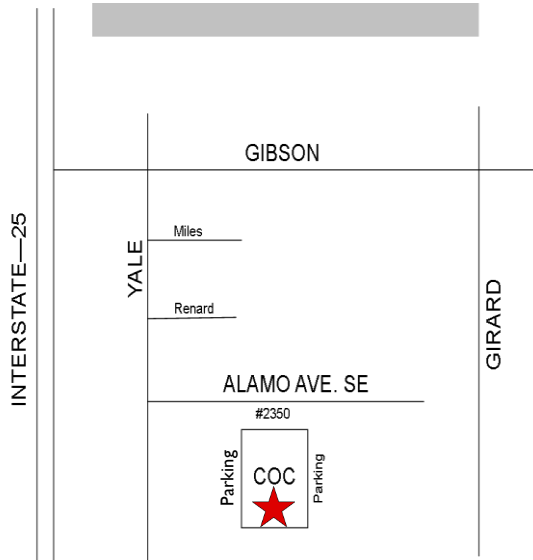 GIBSON
INTERSTATE—25
YALE
Miles
Renard
GIRARD
ALAMO AVE. SE
#2350
Parking
COC
Parking